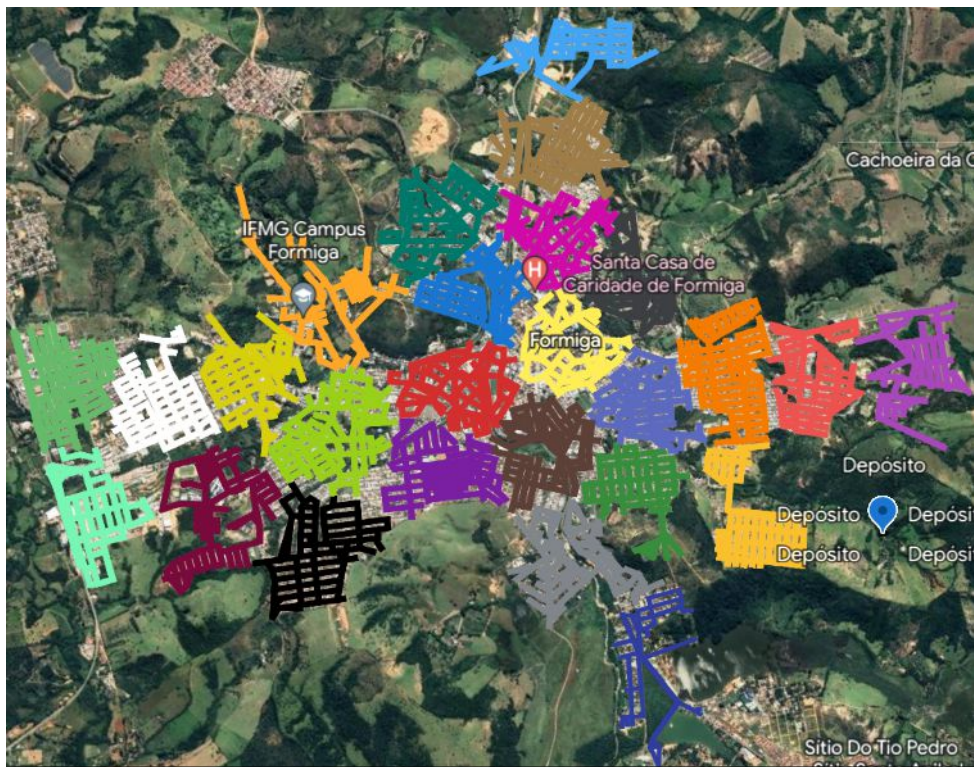 Cachoeira da C
IFMG Campus
Formiga
H
Santa Casa de
Caridade de Formiga
Formiga
Depósito
Depósito
Depósit
Depósito
Depósit
Sítio Do Tio Pedro